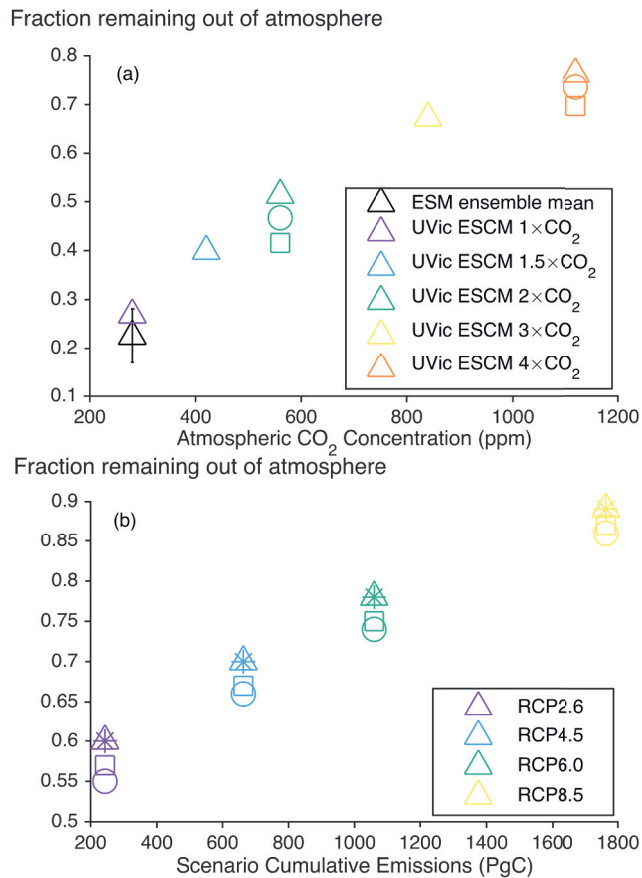 Fraction remaining out of atmosphere
0.8
(a)
0.7
0.6
0.5
0.4
0.3
0.2
0.1
ESM ensemble mean
UVic ESCM 1×CO2
UVic ESCM 1.5×CO2
UVic ESCM 2×CO2
UVic ESCM 3×CO2
UVic ESCM 4×CO2
200 400 600 800 1000 1200
Atmospheric CO2 Concentration (ppm)
Fraction remaining out of atmosphere
0.9
(b)
0.85
0.8
0.75
0.7
0.65
0.6
0.55
0.5
RCP2.6
RCP4.5
RCP6.0
RCP8.5
200 400 600 800 1000 1200 1400 1600 1800
Scenario Cumulative Emissions (PgC)